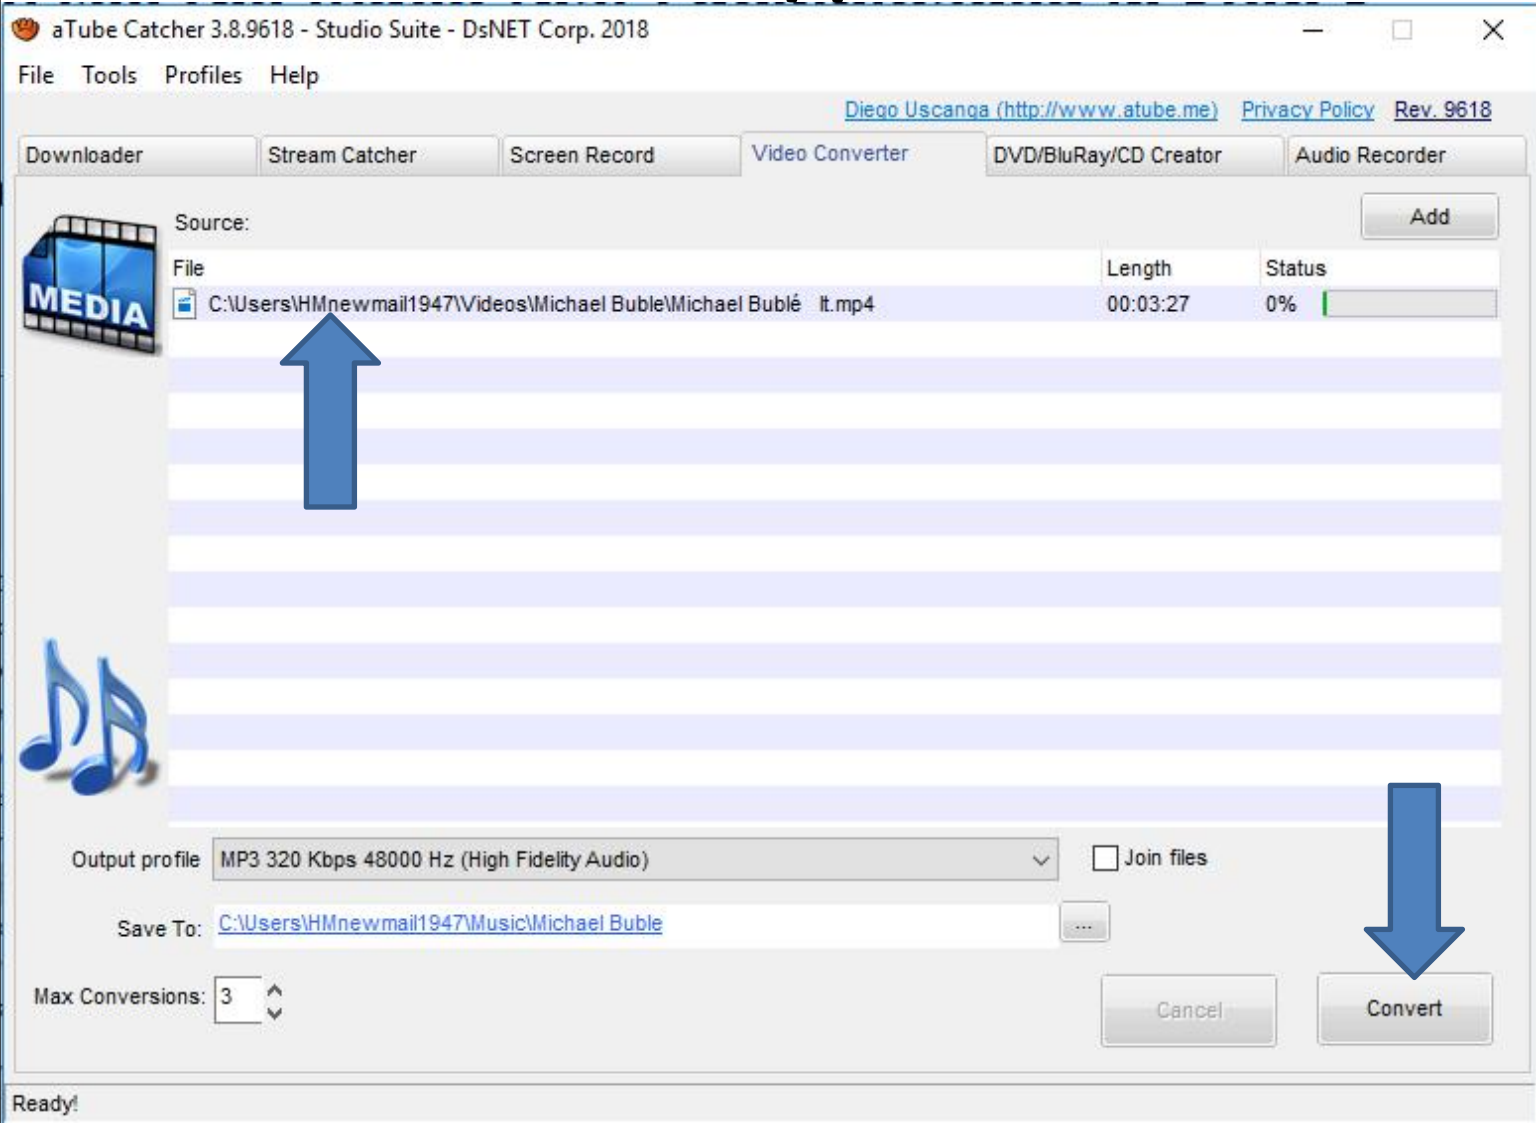 aTube Catcher 3.8.9618 - Studio Suite - DsNET Corp. 2018
File Tools Profiles Help
Diego Uscanga (http://www.atube.me) Privacy Policy Rev. 9618
Downloader Stream Catcher Screen Record Video Converter DVD/BluRay/CD Creator Audio Recorder
Source: Add
File Length Status
MEDIA
C:\Users\HMnewmail1947\Videos\Michael Buble\Michael Bublé It.mp4 00:03:27 0%
Output profile MP3 320 Kbps 48000 Hz (High Fidelity Audio) Join files
Save To: C:\Users\HMnewmail1947\Music\Michael Buble ...
Max Conversions: 3
Cancel Convert
Ready!